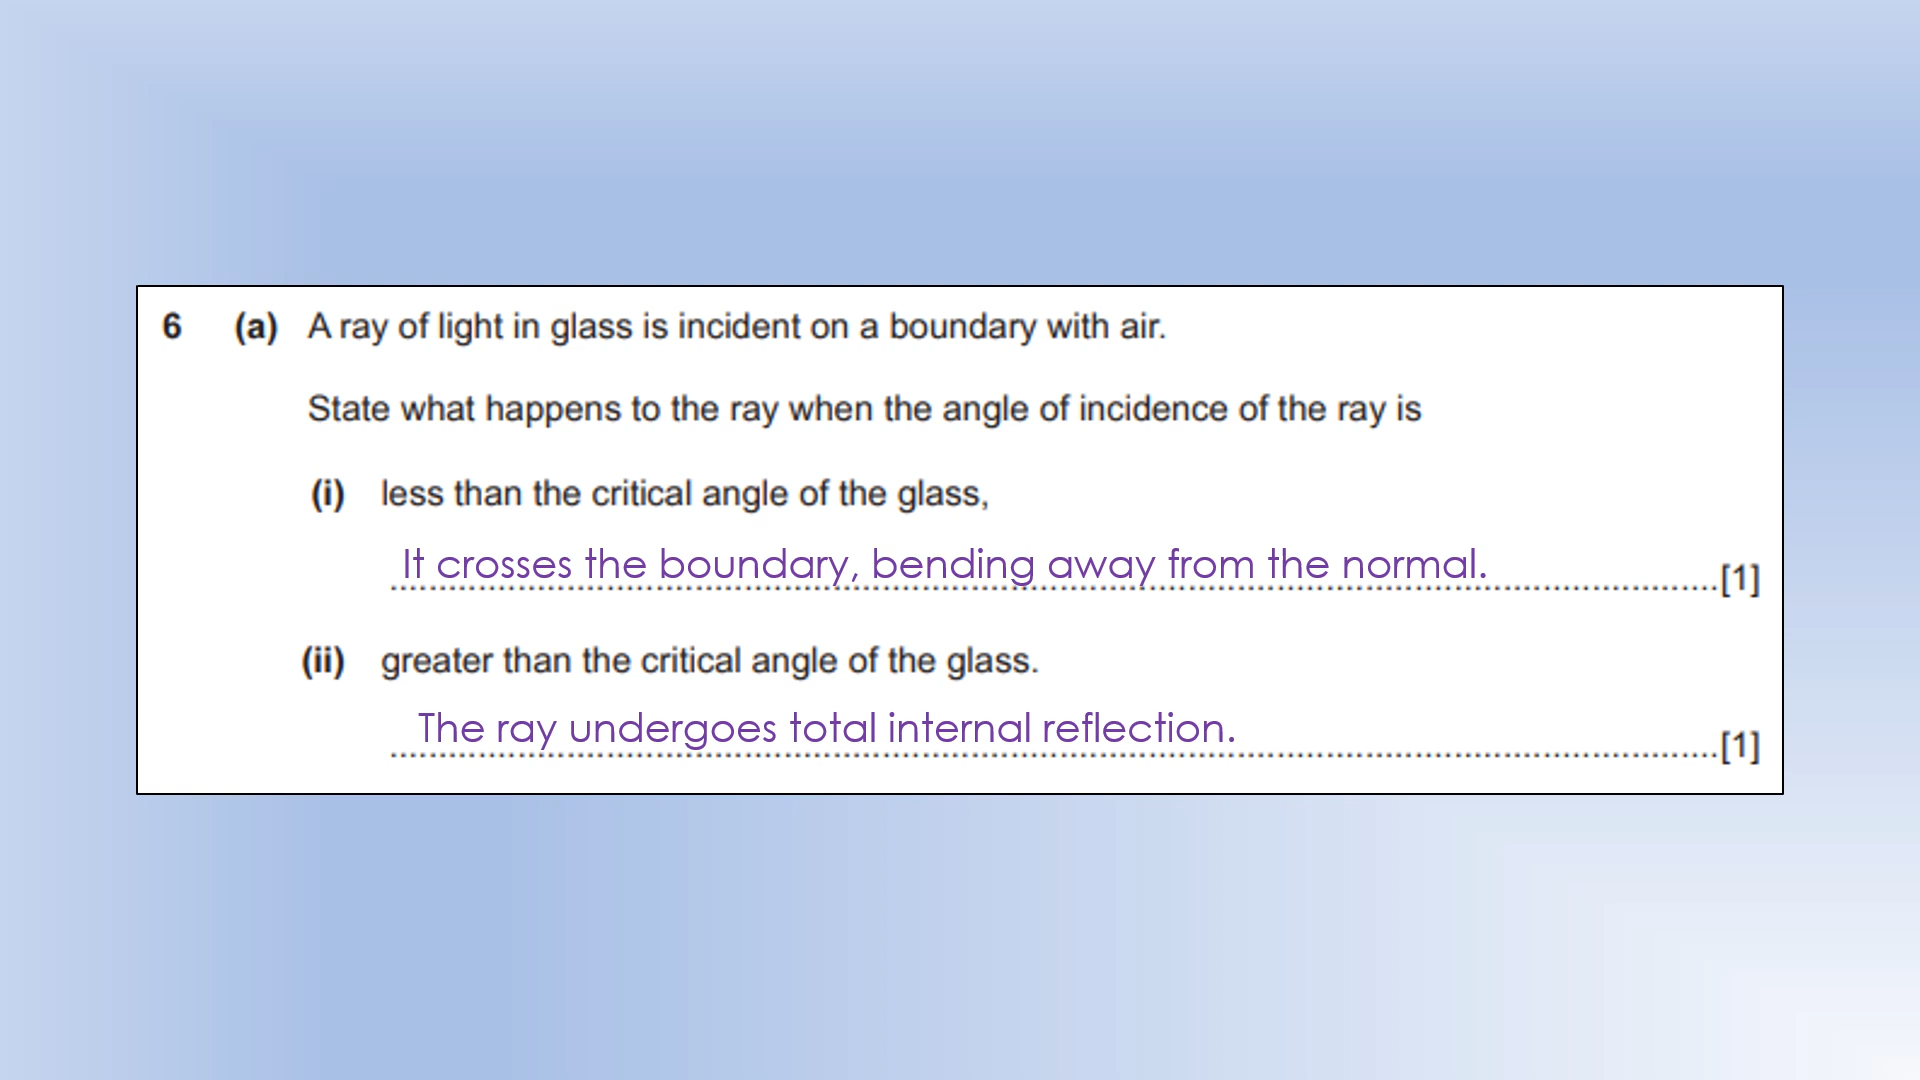 6 (a) A ray of light in glass is incident on a boundary with air.
State what happens to the ray when the angle of incidence of the ray is
(i) less than the critical angle of the glass,
It crosses the boundary, bending away from the normal. [1]
(ii) greater than the critical angle of the glass.
The ray undergoes total internal reflection. [1]